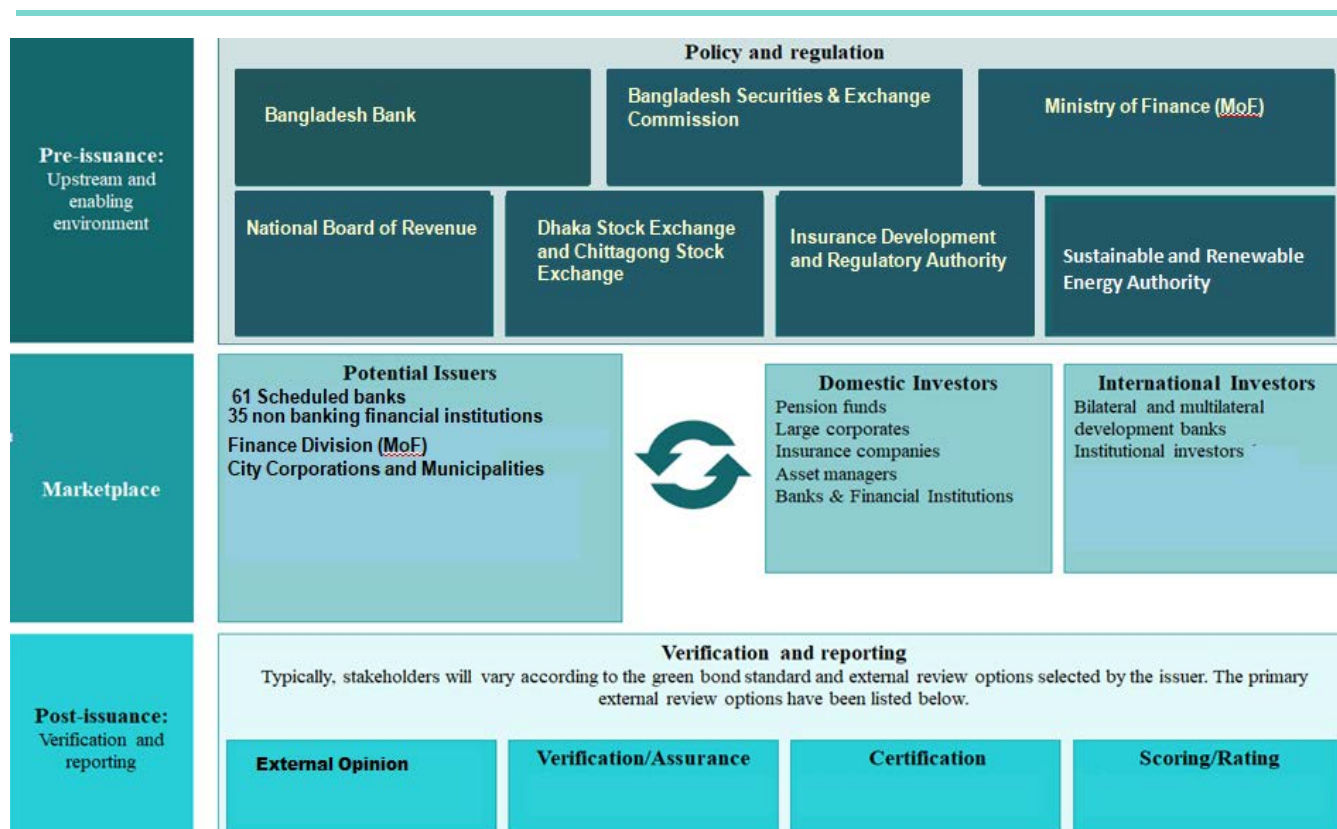 Policy and regulation
Bangladesh Bank
Bangladesh Securities & Exchange
Commission
Ministry of Finance (MoF)
Pre-issuance:
Upstream and
enabling
environment
National Board of Revenue
Dhaka Stock Exchange
and Chittagong Stock
Exchange
Insurance Development
and Regulatory Authority
Sustainable and Renewable
Energy Authority
Marketplace
Potential Issuers
61 Scheduled banks
35 non banking financial institutions
Finance Division (MoF)
City Corporations and Municipalities
Domestic Investors
Pension funds
Large corporates
Insurance companies
Asset managers
Banks & Financial Institutions
International Investors
Bilateral and multilateral
development banks
Institutional investors
Post-issuance:
Verification and
reporting
Verification and reporting
Typically, stakeholders will vary according to the green bond standard and external review options selected by the issuer. The primary
external review options have been listed below.
External Opinion
Verification/Assurance
Certification
Scoring/Rating